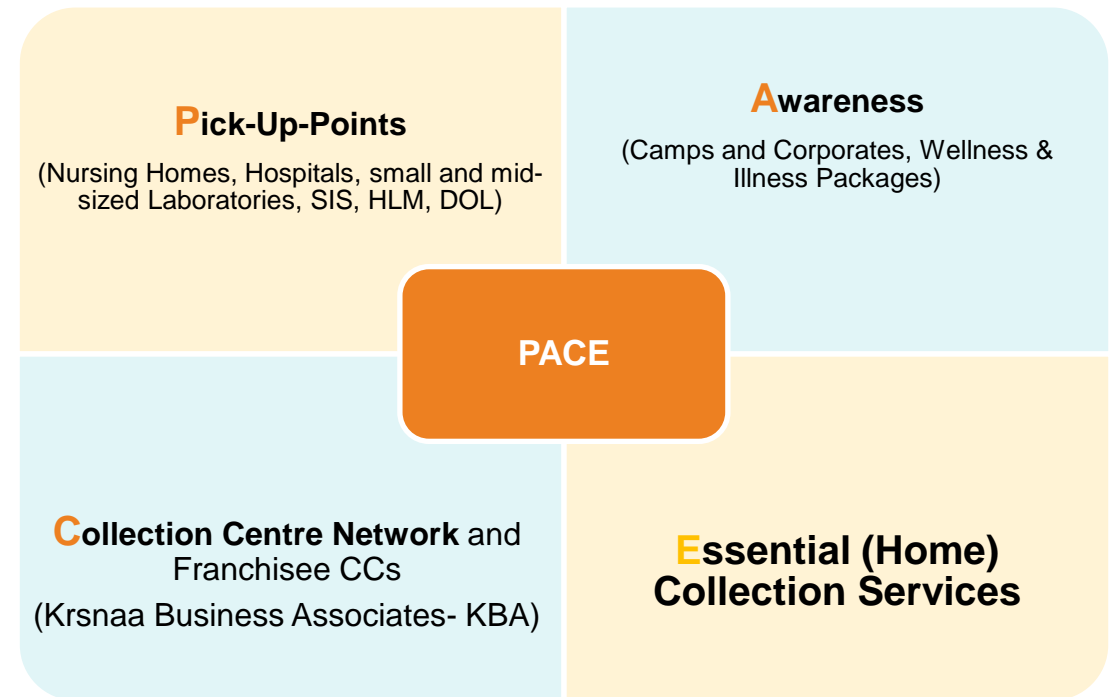 Pick-Up-Points
(Nursing Homes, Hospitals, small and mid-
sized Laboratories, SIS, HLM, DOL)
Awareness
(Camps and Corporates, Wellness &
Illness Packages)
PACE
Collection Centre Network and
Franchisee CCs
(Krsnaa Business Associates- KBA)
Essential (Home)
Collection Services